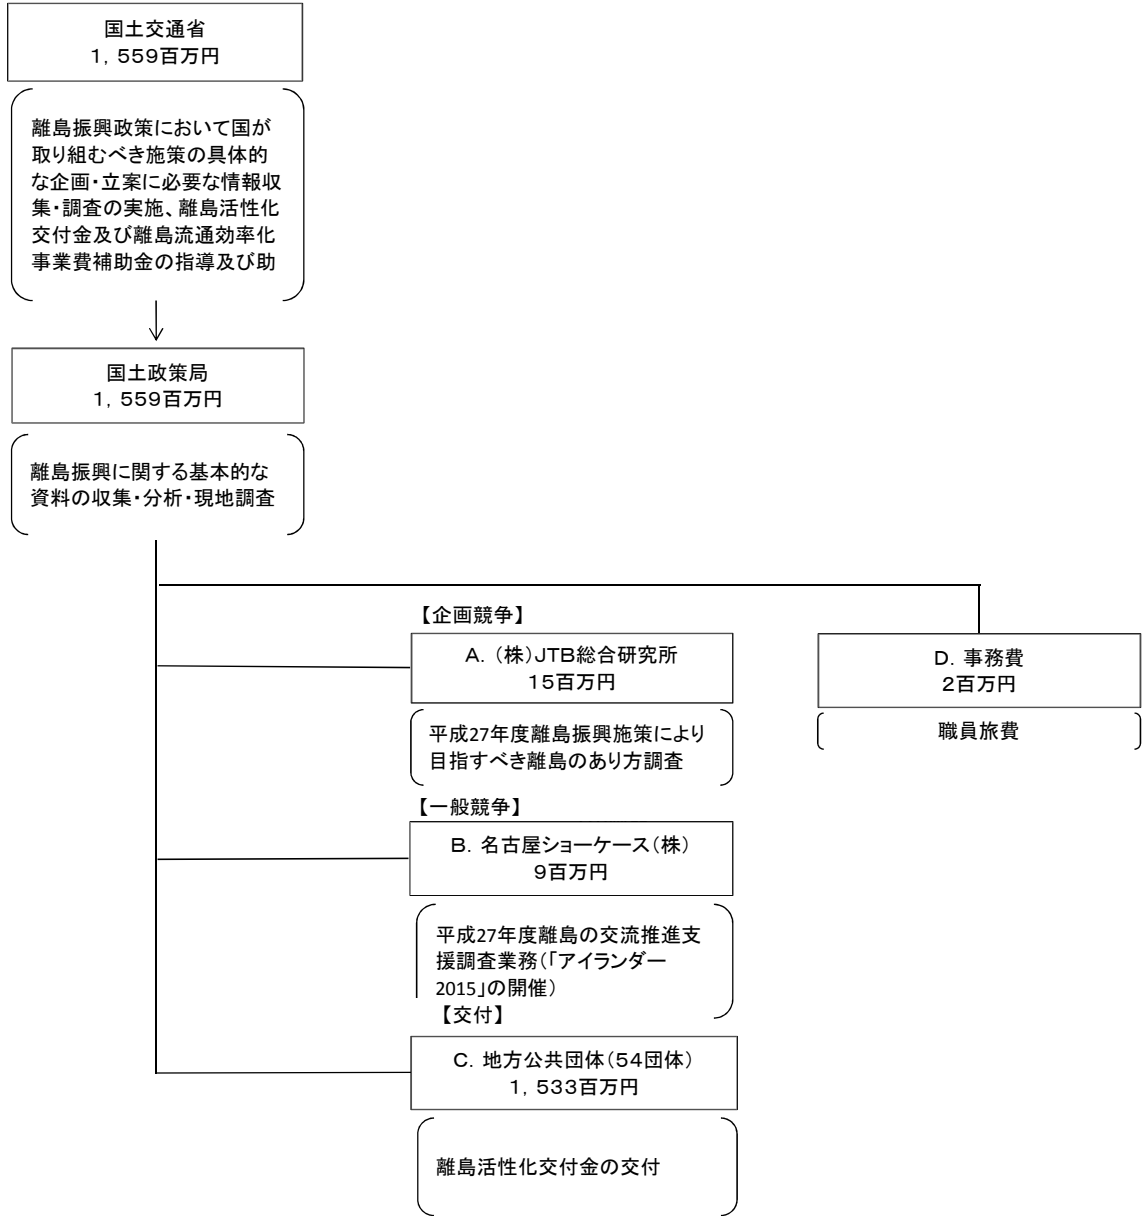 国土交通省
１，５５９百万円
離島振興政策において国が
取り組むべき施策の具体的
な企画・立案に必要な情報収
集・調査の実施、離島活性化
交付金及び離島流通効率化
事業費補助金の指導及び助
国土政策局
１，５５９百万円
離島振興に関する基本的な
資料の収集・分析・現地調査
【企画競争】
Ａ．（株）ＪＴＢ総合研究所
１５百万円
平成27年度離島振興施策により
目指すべき離島のあり方調査
Ｄ．事務費
２百万円
職員旅費
【一般競争】
Ｂ．名古屋ショーケース（株）
９百万円
平成27年度離島の交流推進支
援調査業務（「アイランダー
2015」の開催）
【交付】
Ｃ．地方公共団体（５４団体）
１，５３３百万円
離島活性化交付金の交付